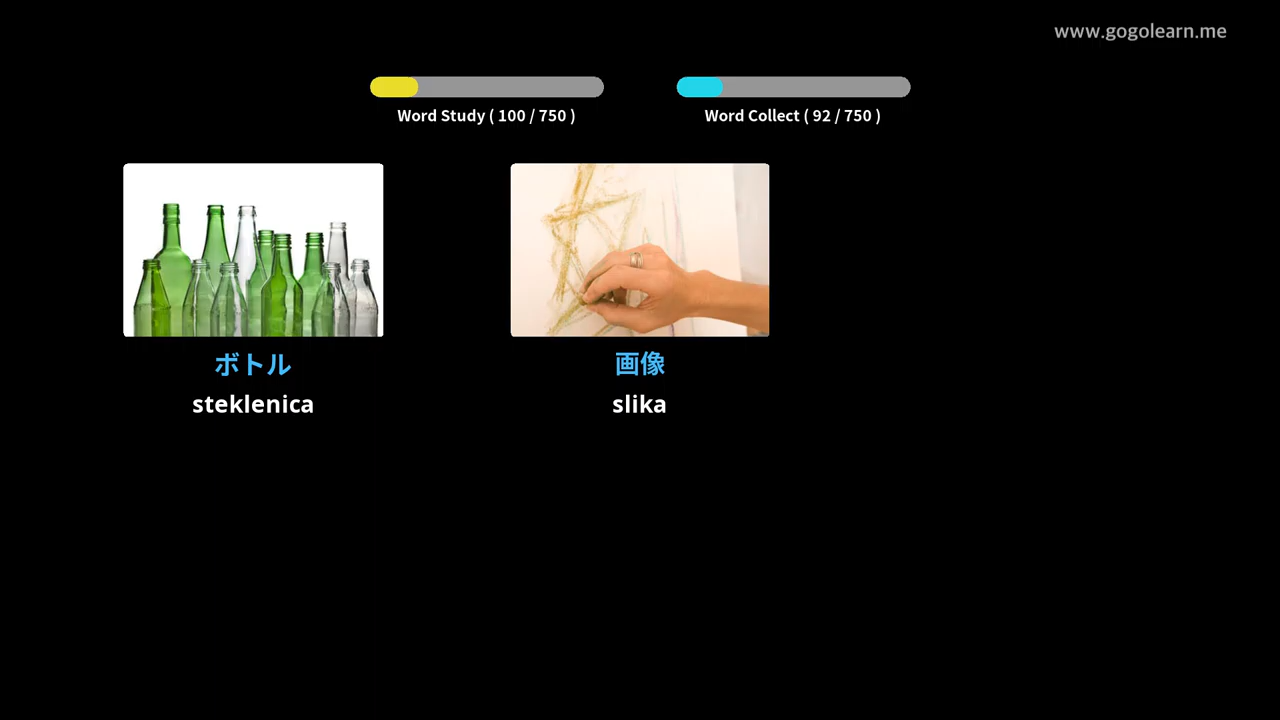 www.gogolearn.me
Word Study ( 100 / 750 )
Word Collect ( 92 / 750 )
ボトル
steklenica
画像
slika